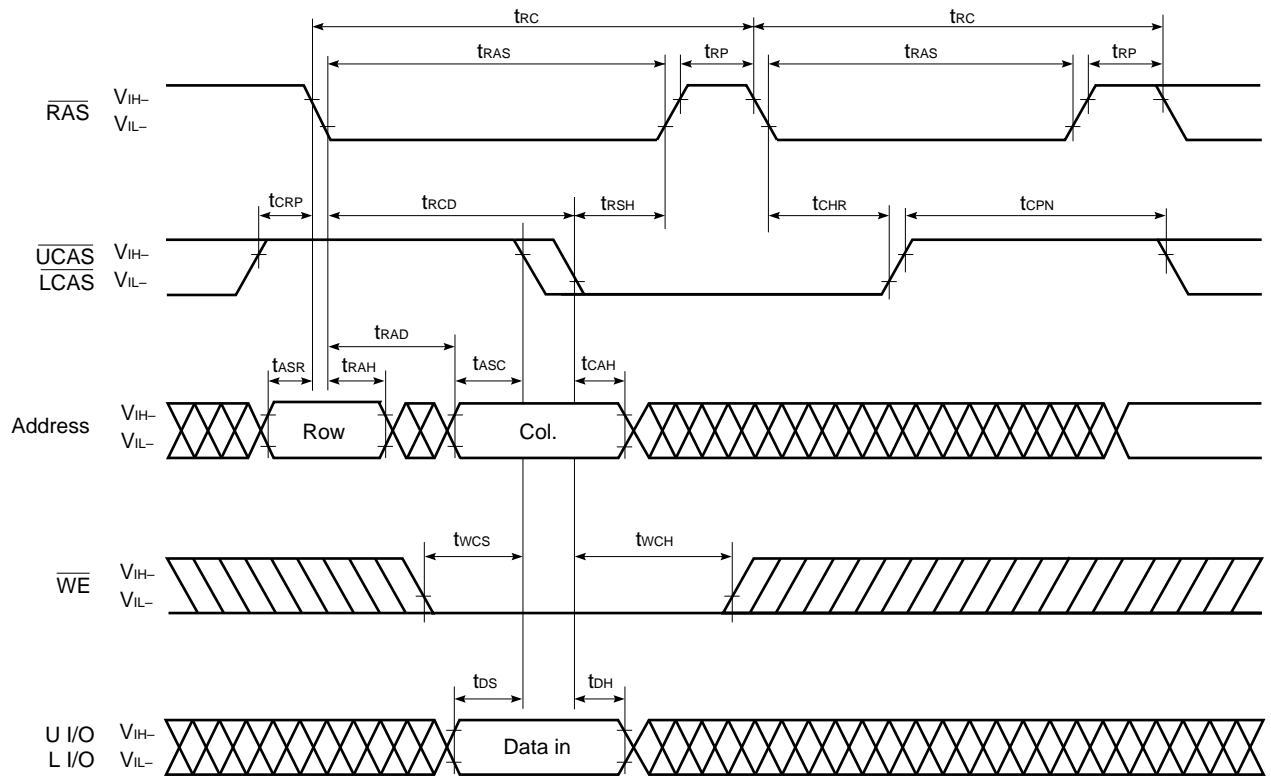 tRC tRC
tRAS tRP tRAS tRP
RAS VIH–
VIL–
tCRP tRCD tRSH tCHR tCPN
UCAS VIH–
LCAS VIL–
tRAD
tASR tRAH tASC tCAH
Address VIH–
VIL–
Row Col.
tWCS tWCH
WE VIH–
VIL–
tDS tDH
U I/O VIH–
L I/O VIL–
Data in